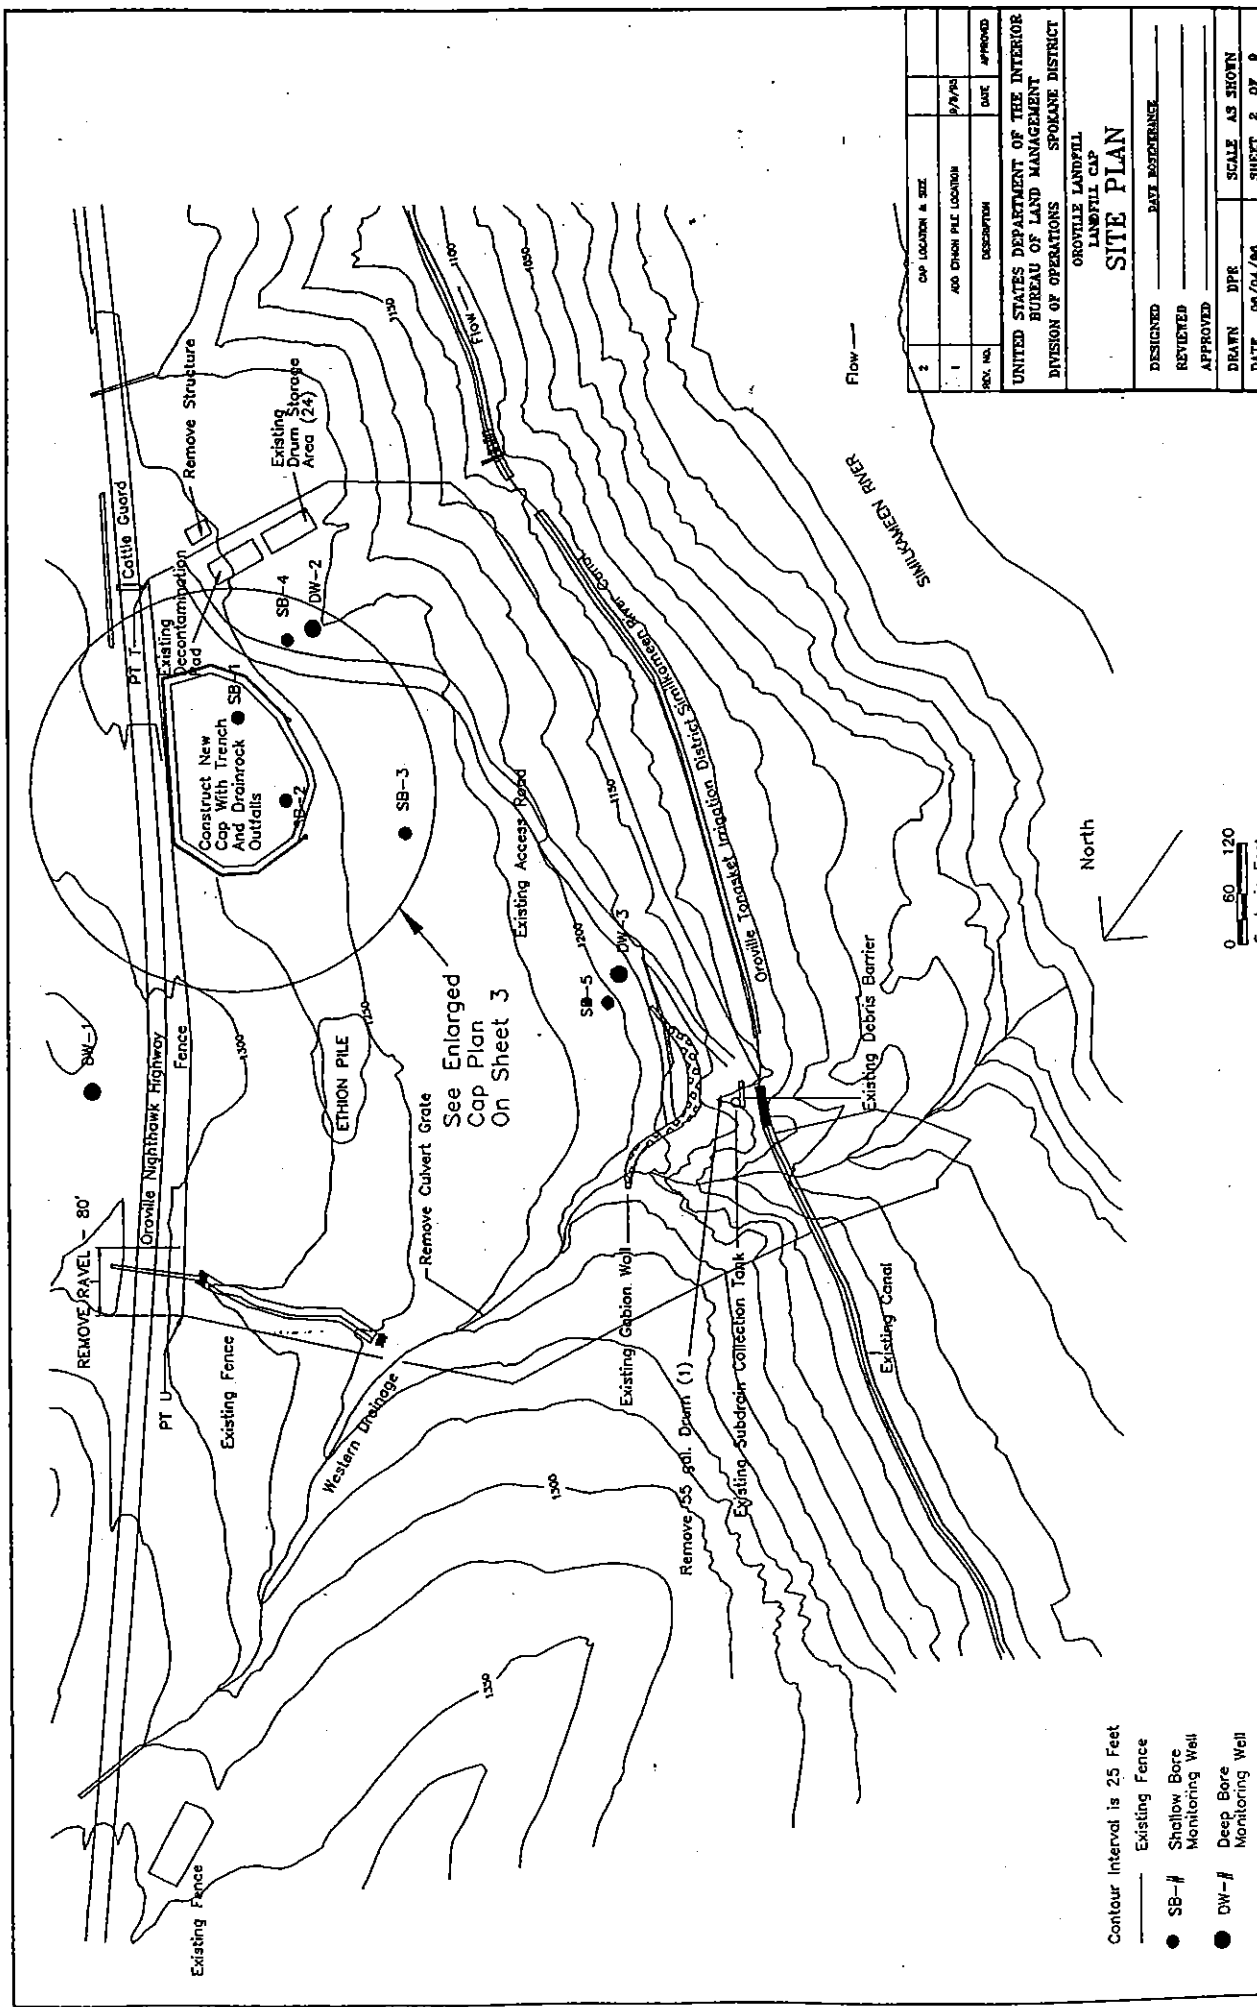 REMOVE RAVEL - 80'
DW-1
Oroville Nighthawk Highway
Fence
PT T
Cattle Guard
PT U
Existing Fence
Existing Fence
Western Drainage
1300
1350
1300
ETHION PILE
1250
Remove Culvert Grate
See Enlarged
Cap Plan
On Sheet 3
Construct New
Cap With Trench
And Drainrock
Outfalls
SB-1
SB-2
SB-3
Existing
Decontamination
Pad
SB-4
DW-2
Remove Structure
Existing
Drum Storage
Area (24)
1150
1100
1050
Flow
Existing Access Road
1200
1150
SB-5
DW-3
Oroville Tonasket Irrigation District Similkameen River Canal
Existing Gabion Wall
Remove 55 gal. Drum (1)
Existing Subdrain Collection Tank
Existing Debris Barrier
Existing Canal
SIMILKAMEEN RIVER
Flow
North
0 60 120
Contour Interval is 25 Feet
Existing Fence
SB-# Shallow Bore
Monitoring Well
DW-# Deep Bore
Monitoring Well
2 CAP LOCATION & SIZE
1 ADD ETHION PILE LOCATION
REV. NO. DESCRIPTION DATE APPROVED
UNITED STATES DEPARTMENT OF THE INTERIOR
BUREAU OF LAND MANAGEMENT
DIVISION OF OPERATIONS SPOKANE DISTRICT
OROVILLE LANDFILL
LANDFILL CAP
SITE PLAN
DESIGNED DAVE ROSENKRANCE
REVIEWED
APPROVED
DRAWN DPR SCALE AS SHOWN
DATE SHEET 2 OF